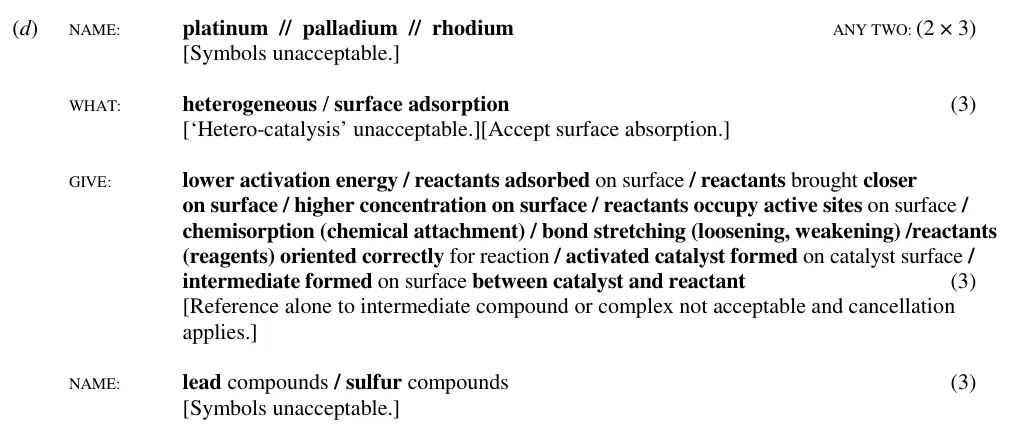 (d) NAME: platinum // palladium // rhodium ANY TWO: (2 × 3)
[Symbols unacceptable.]
WHAT: heterogeneous / surface adsorption (3)
[‘Hetero-catalysis’ unacceptable.][Accept surface absorption.]
GIVE: lower activation energy / reactants adsorbed on surface / reactants brought closer
on surface / higher concentration on surface / reactants occupy active sites on surface /
chemisorption (chemical attachment) / bond stretching (loosening, weakening) /reactants
(reagents) oriented correctly for reaction / activated catalyst formed on catalyst surface /
intermediate formed on surface between catalyst and reactant (3)
[Reference alone to intermediate compound or complex not acceptable and cancellation
applies.]
NAME: lead compounds / sulfur compounds (3)
[Symbols unacceptable.]